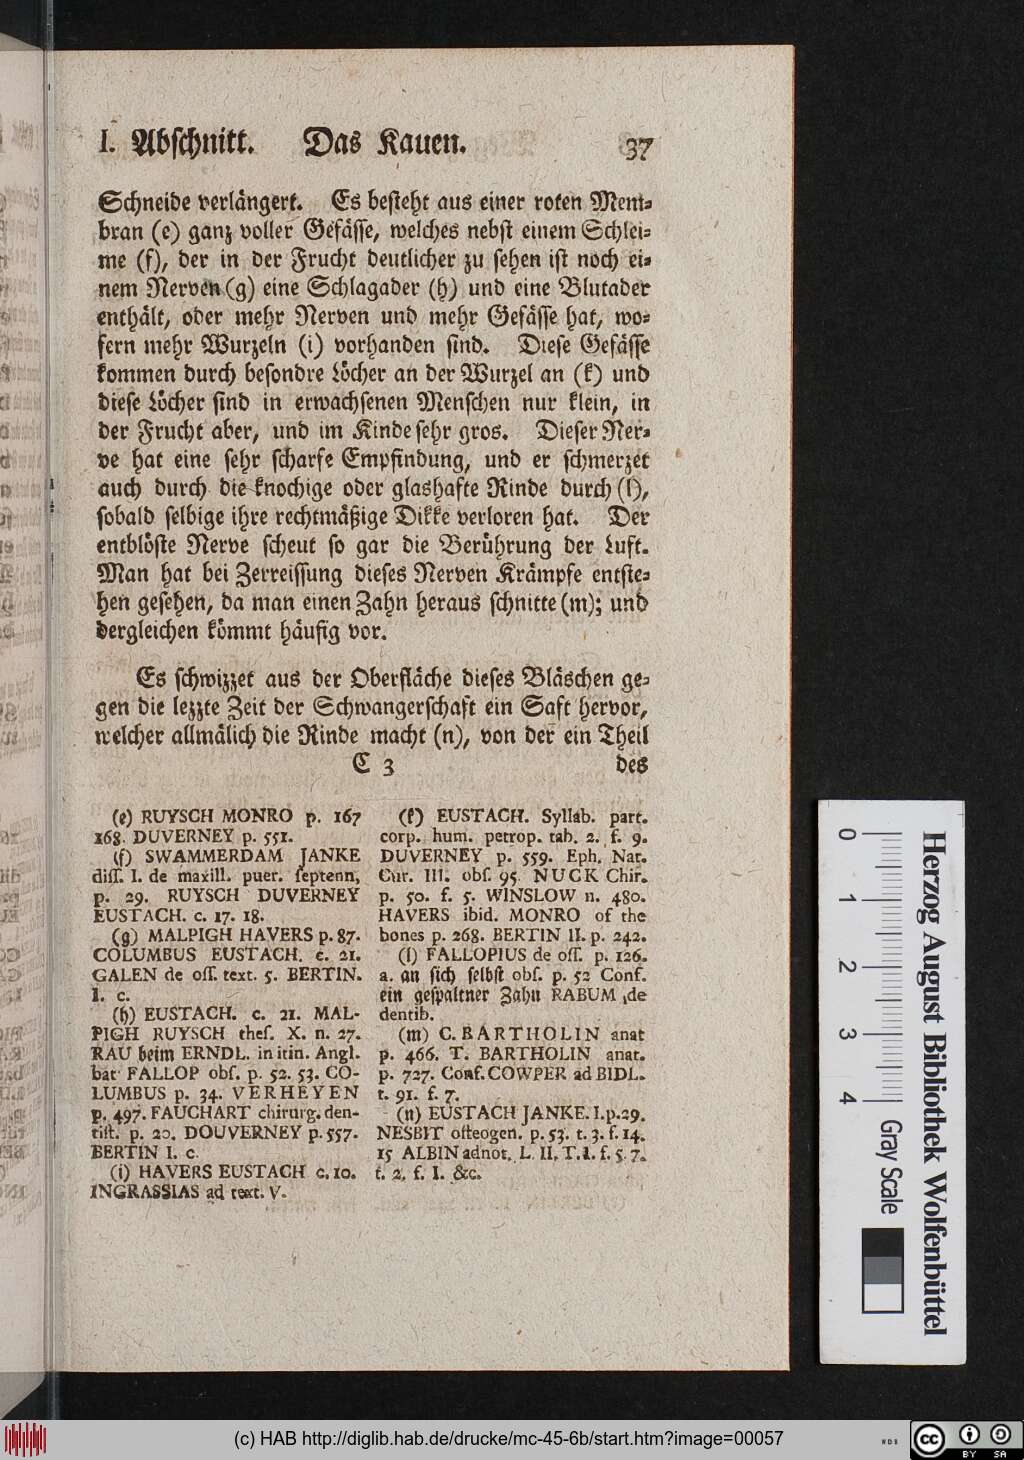 I. Abschnitt. Das Kauen. 37
Schneide verlängert. Es besteht aus einer roten Mem⸗
bran (e) ganz voller Gefässe, welches nebst einem Schlei⸗
me (f), der in der Frucht deutlicher zu sehen ist noch ei⸗
nem Nerven (g) eine Schlagader (h) und eine Blutader
enthält, oder mehr Nerven und mehr Gefässe hat, wo⸗
fern mehr Wurzeln (i) vorhanden sind. Diese Gefässe
kommen durch besondre Löcher an der Wurzel an (k) und
diese Löcher sind in erwachsenen Menschen nur klein, in
der Frucht aber, und im Kinde sehr gros. Dieser Ner⸗
ve hat eine sehr scharfe Empfindung, und er schmerzet
auch durch die knochige oder glashafte Rinde durch (l),
sobald selbige ihre rechtmäßige Dikke verloren hat. Der
entblöste Nerve scheut so gar die Berührung der Luft.
Man hat bei Zerreissung dieses Nerven Krämpfe entste⸗
hen gesehen, da man einen Zahn heraus schnitte (m); und
dergleichen kömmt häufig vor.
Es schwizzet aus der Oberfläche dieses Bläschen ge⸗
gen die lezzte Zeit der Schwangerschaft ein Saft hervor,
welcher allmälich die Rinde macht (n), von der ein Theil
C 3 des
(e) RUYSCH MONRO p. 167
168. DUVERNEY p. 551.
(f) SWAMMERDAM JANKE
diss. I. de maxill. puer. septenn,
p. 29. RUYSCH DUVERNEY
EUSTACH. c. 17. 18.
(g) MALPIGH HAVERS p. 87.
COLUMBUS EUSTACH. c. 21.
GALEN de oss. text. 5. BERTIN.
I. c.
(h) EUSTACH. c. 21. MAL-
PIGH RUYSCH thes. X. n. 27.
RAU beim ERNDL. in itin. Angl.
bat FALLOP obs. p. 52. 53. CO-
LUMBUS p. 34. VERHEYEN
p. 497. FAUCHART chirurg. den-
tist. p. 20. DOUVERNEY p. 557.
BERTIN I. c.
(i) HAVERS EUSTACH c. 10.
INGRASSIAS ad text. V.
(k) EUSTACH. Syllab. part.
corp. hum. petrop. tab. 2. f. 9.
DUVERNEY p. 559. Eph. Nat.
Cur. III. obs. 95 NUCK Chir.
p. 50. f. 5. WINSLOW n. 480.
HAVERS ibid. MONRO of the
bones p. 268. BERTIN II. p. 242.
(l) FALLOPIUS de oss. p. 126.
a. an sich selbst obs. p. 52 Conf.
ein gespaltner Zahn RABUM de
dentib.
(m) C. BARTHOLIN anat
p. 466. T. BARTHOLIN anat.
p. 727. Conf. COWPER ad BIDL.
t. 91. f. 7.
(n) EUSTACH JANKE. I. p. 29.
NESBIT osteogen. p. 53. t. 3. f. 14.
15 ALBIN adnot. L. II. T. I. f. 5. 7.
t. 2. f. I. &c.
0 1 2 3 4 Gray Scale
Herzog August Bibliothek Wolfenbüttel
(c) HAB http://diglib.hab.de/drucke/mc-45-6b/start.htm?image=00057
WDB
cc BY SA